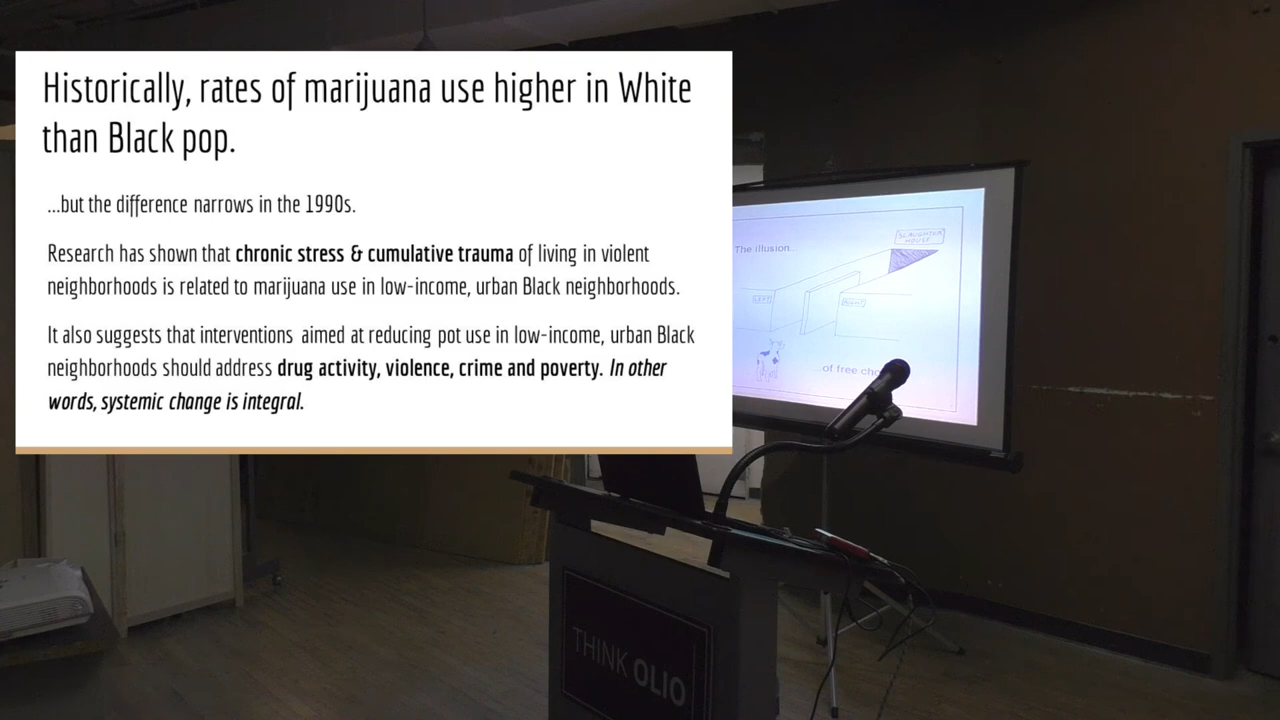 Historically, rates of marijuana use higher in White
than Black pop.
...but the difference narrows in the 1990s.
Research has shown that chronic stress & cumulative trauma of living in violent
neighborhoods is related to marijuana use in low-income, urban Black neighborhoods.
It also suggests that interventions aimed at reducing pot use in low-income, urban Black
neighborhoods should address drug activity, violence, crime and poverty. In other
words, systemic change is integral.
The illusion...
SLAUGHTER
HOUSE
LEFT
RIGHT
...of free
THINK OLIO